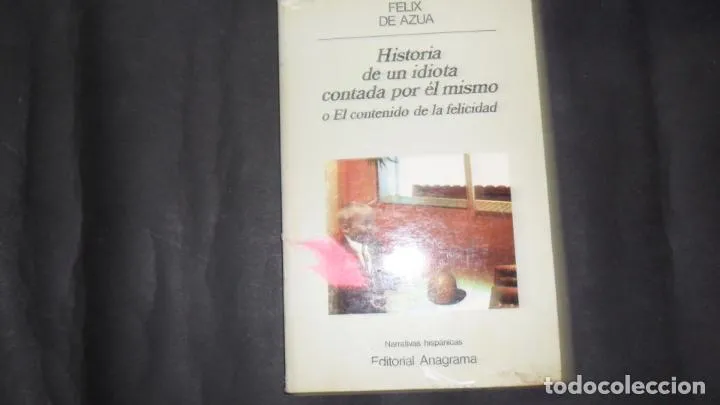 FELIX
DE AZUA
Historia
de un idiota
contada por él mismo
o El contenido de la felicidad
Narrativas hispánicas
Editorial Anagrama
todocoleccion